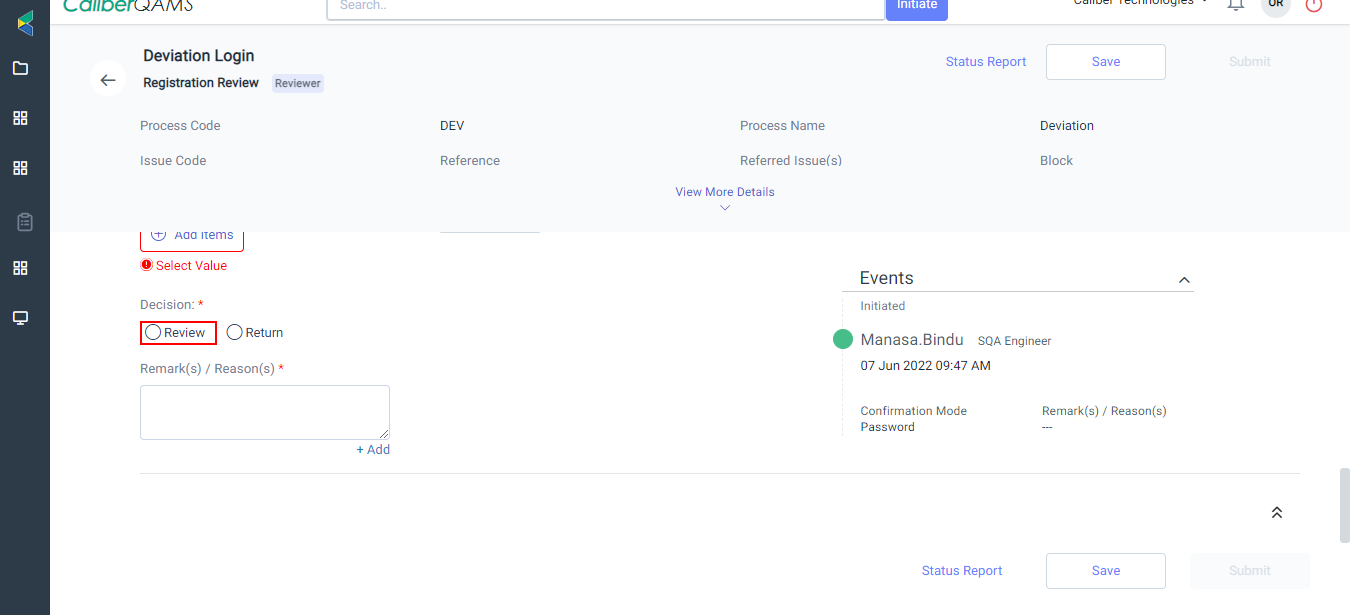 CaliberQAMS
Search..
Initiate
Caliber Technologies
OR
Deviation Login
Registration Review Reviewer
Status Report Save Submit
Process Code DEV Process Name Deviation
Issue Code Reference Referred Issue(s) Block
View More Details
Add Items
Select Value
Decision: *
Review Return
Remark(s) / Reason(s) *
+ Add
Events
Initiated
Manasa.Bindu SQA Engineer
07 Jun 2022 09:47 AM
Confirmation Mode Remark(s) / Reason(s)
Password ---
Status Report Save Submit